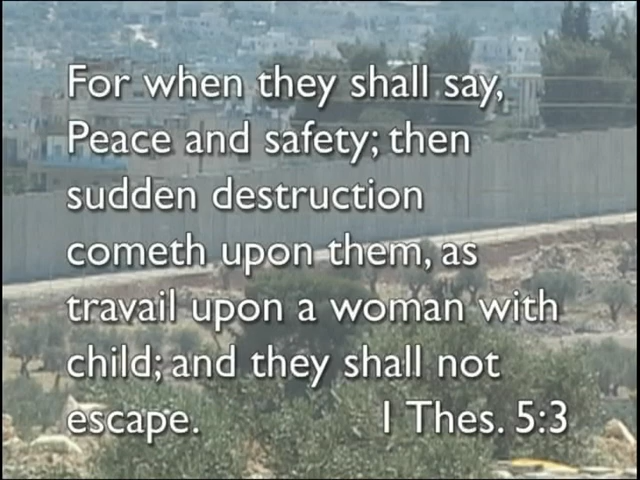 For when they shall say,
Peace and safety; then
sudden destruction
cometh upon them, as
travail upon a woman with
child; and they shall not
escape. 1 Thes. 5:3